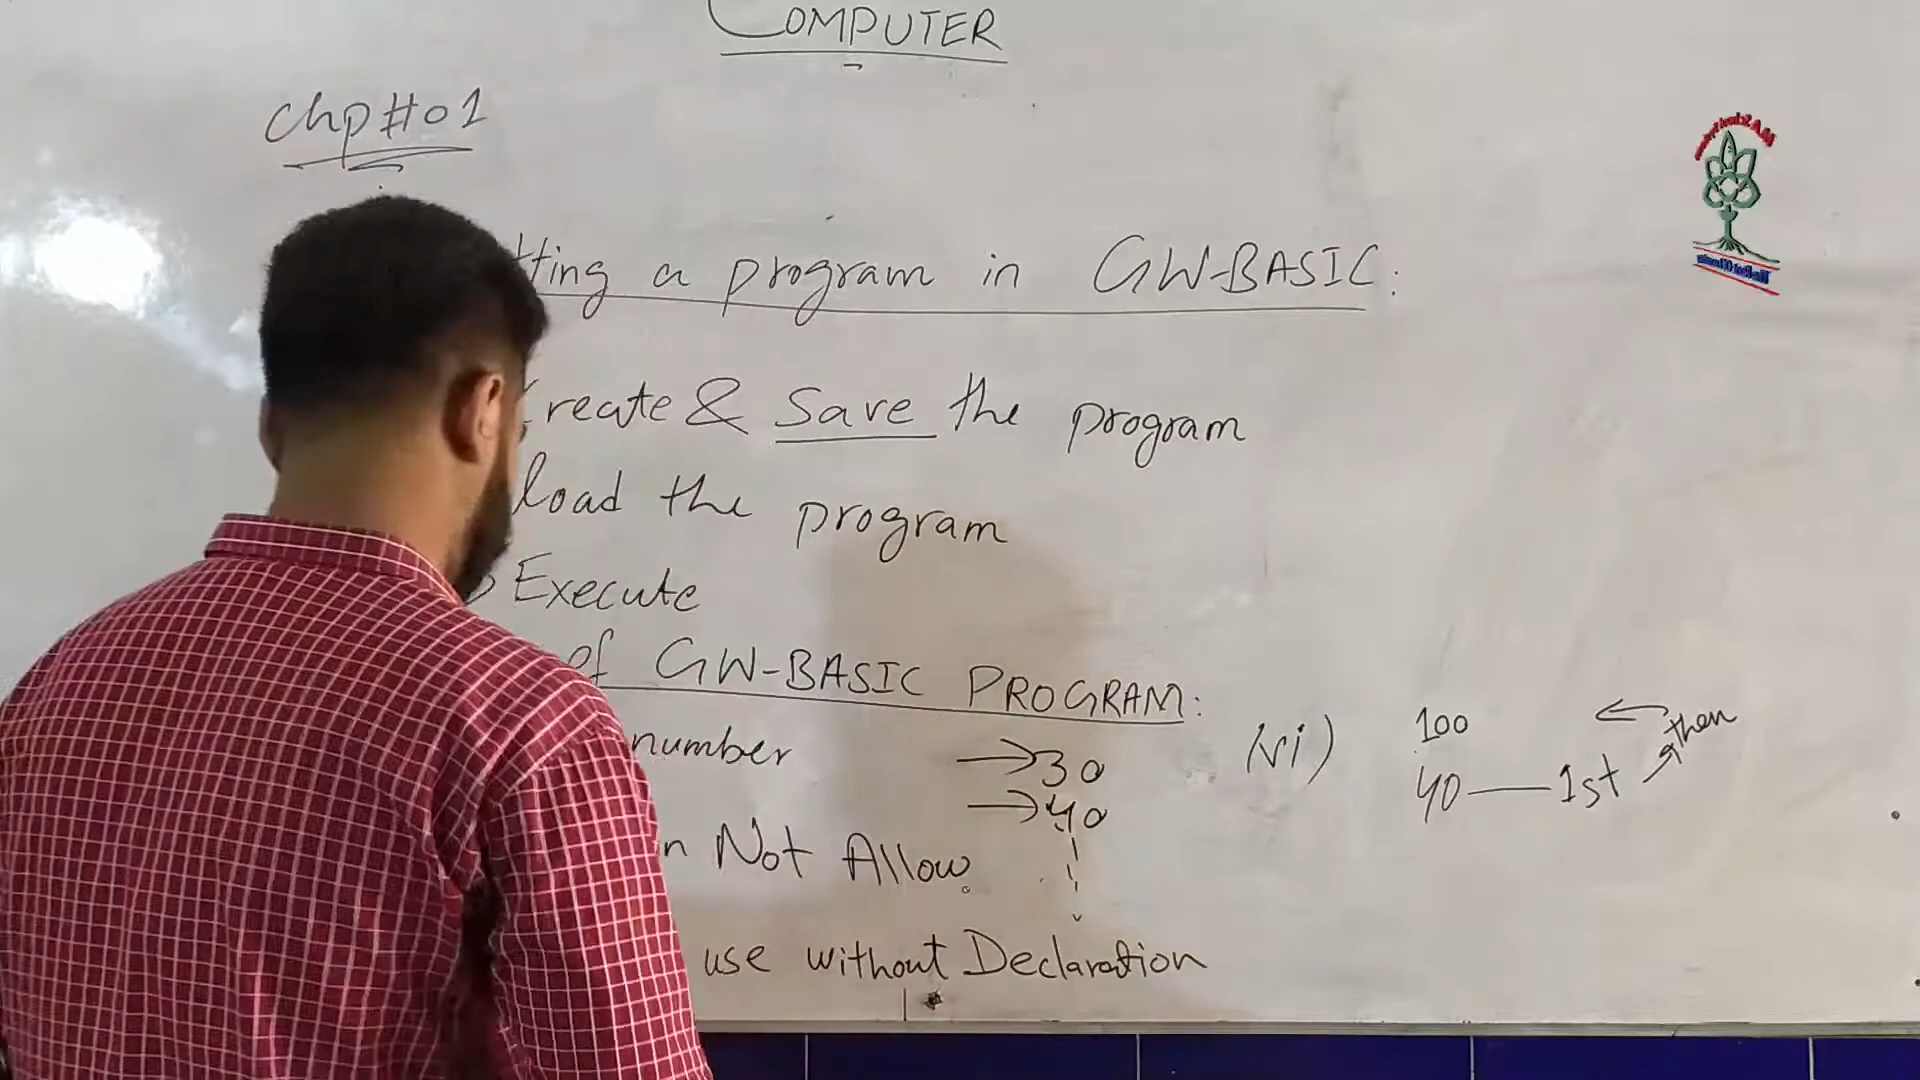 COMPUTER
chp#01
tting a program in GW-BASIC:
Create & Save the program
load the program
Execute
of GW-BASIC PROGRAM:
number
→30
→40
n Not Allow.
use without Declaration
(vi)
100
40 — 1st
then